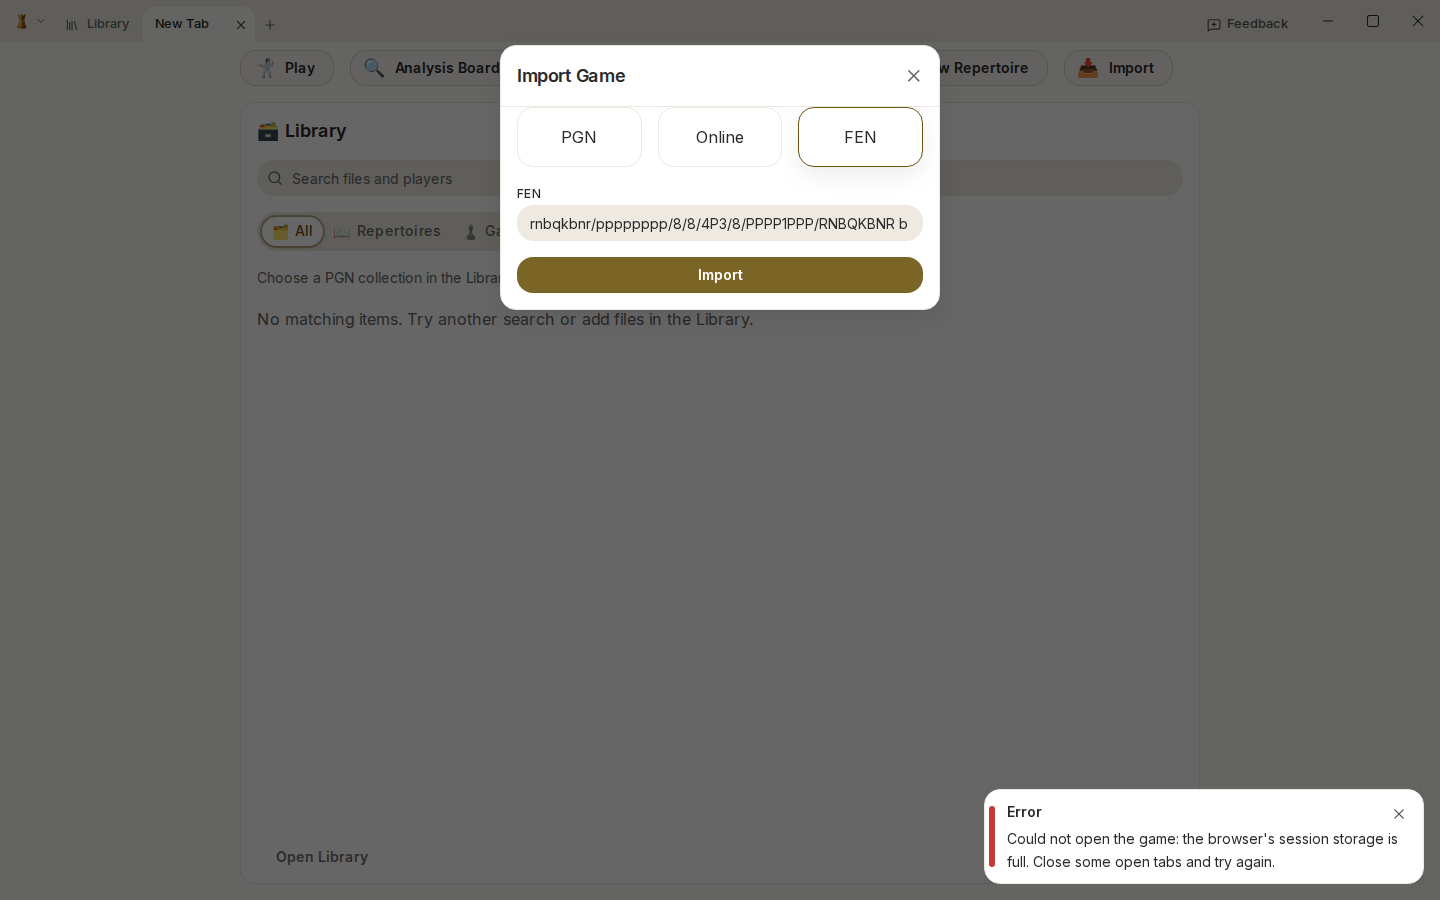 Library
New Tab
Feedback
Play
Analysis Board
Repertoire
Import
Import Game
PGN
Online
FEN
FEN
rnbqkbnr/pppppppp/8/8/4P3/8/PPPP1PPP/RNBQKBNR b
Import
Library
Search files and players
All
Repertoires
Choose a PGN collection in the
No matching items. Try another search or add files in the Library.
Open Library
Error
Could not open the game: the browser's session storage is
full. Close some open tabs and try again.